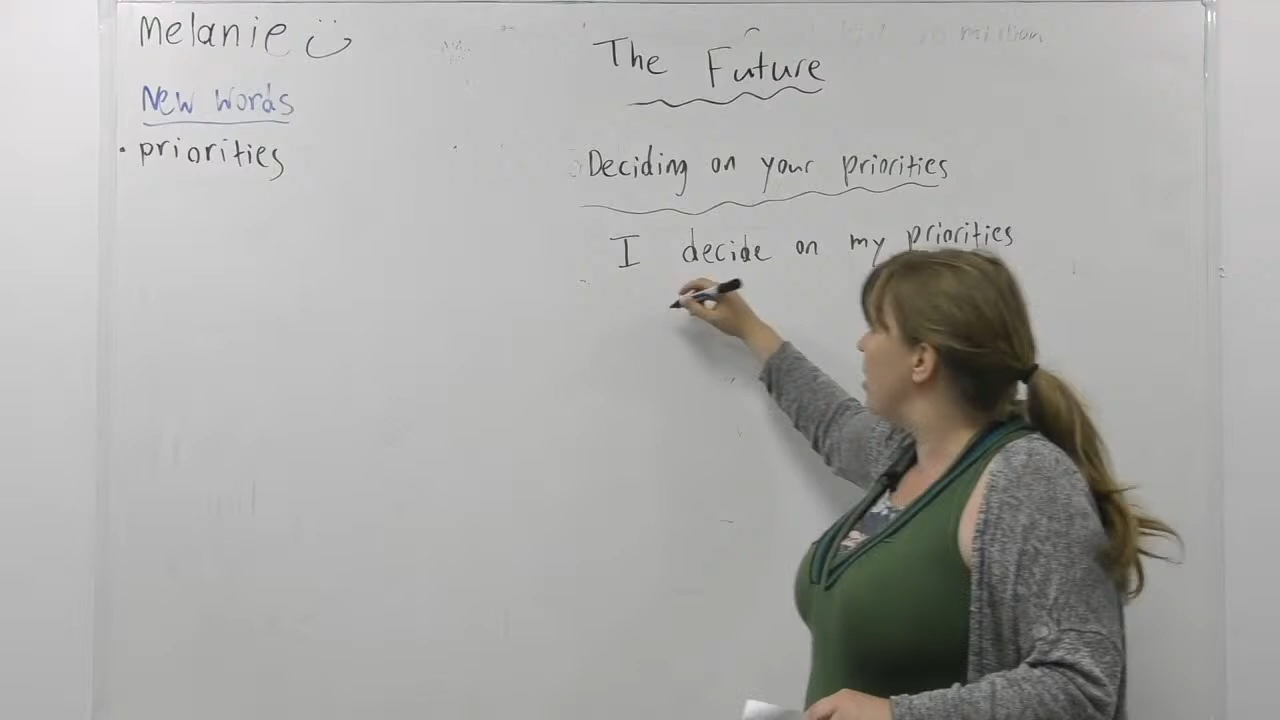 Melanie
New words
• priorities
The Future
Deciding on your priorities
I decide on my priorities